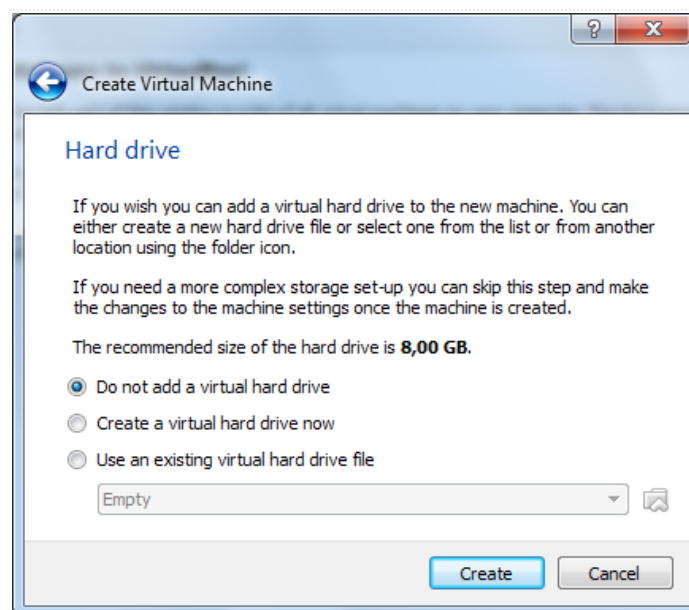 ?
x
Create Virtual Machine
Hard drive
If you wish you can add a virtual hard drive to the new machine. You can
either create a new hard drive file or select one from the list or from another
location using the folder icon.
If you need a more complex storage set-up you can skip this step and make
the changes to the machine settings once the machine is created.
The recommended size of the hard drive is 8,00 GB.
Do not add a virtual hard drive
Create a virtual hard drive now
Use an existing virtual hard drive file
Empty
Create Cancel